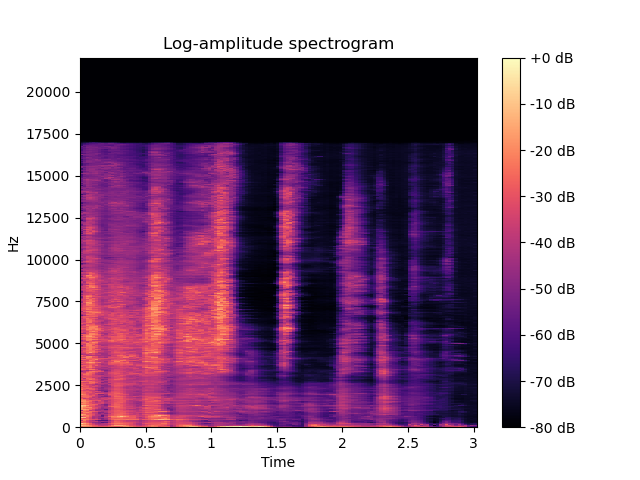 Log-amplitude spectrogram
Hz
20000
17500
15000
12500
10000
7500
5000
2500
0
0 0.5 1 1.5 2 2.5 3
Time
+0 dB
-10 dB
-20 dB
-30 dB
-40 dB
-50 dB
-60 dB
-70 dB
-80 dB